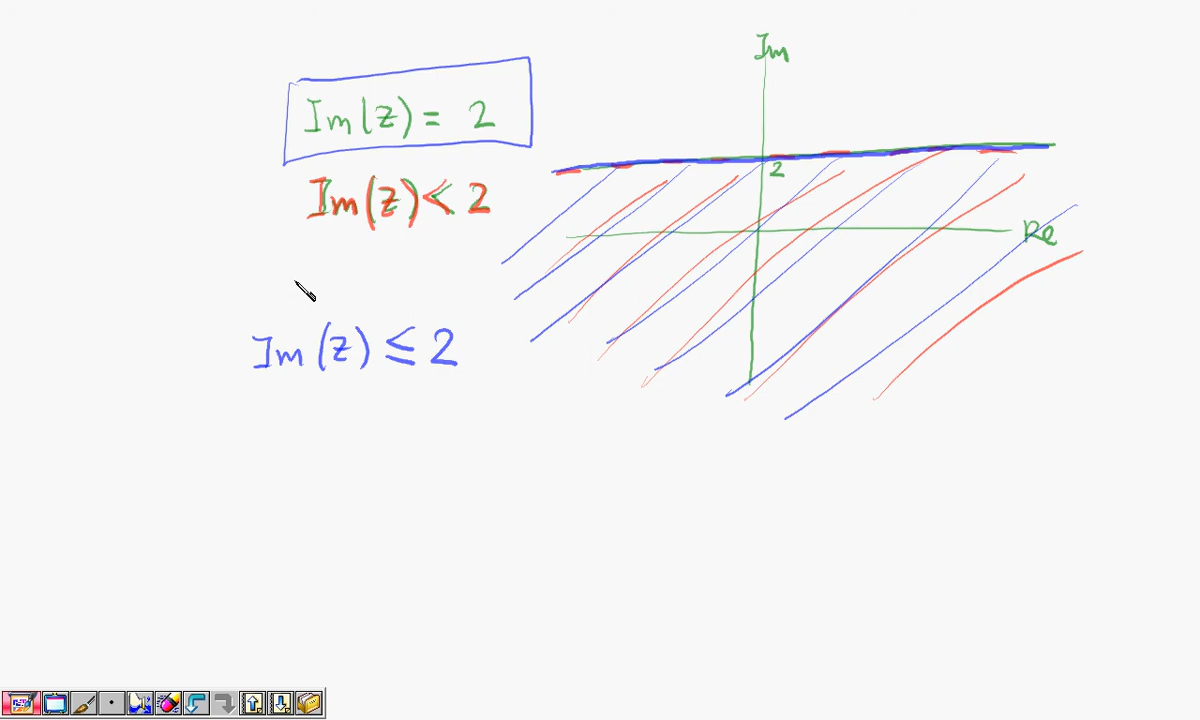 Im
Im(z) = 2
2
Im(z) < 2
Re
Im(z) ≤ 2